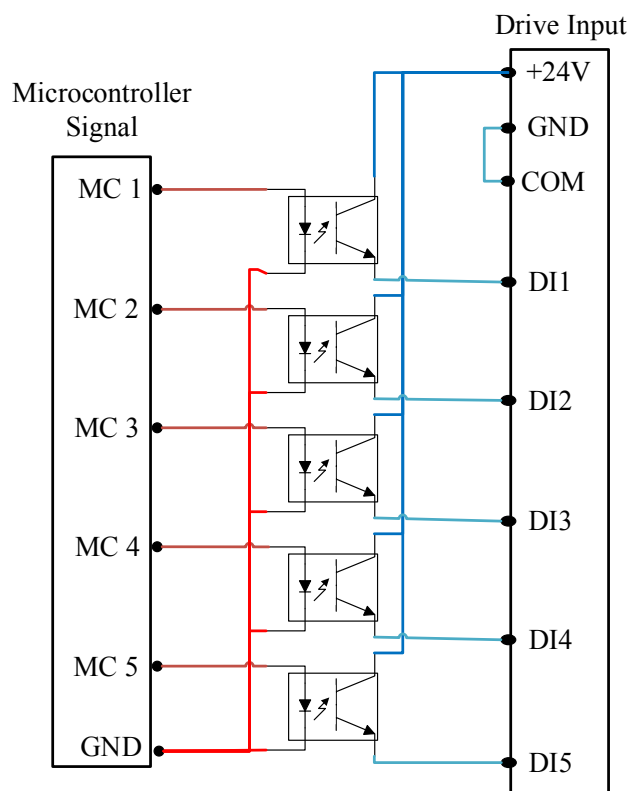 Drive Input
Microcontroller
Signal
+24V
GND
COM
MC 1
DI1
MC 2
DI2
MC 3
DI3
MC 4
DI4
MC 5
GND
DI5